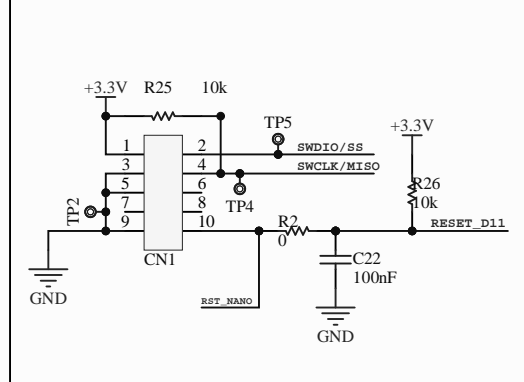 +3.3V
R25
10k
TP5
+3.3V
1
2
SWDIO/SS
3
4
SWCLK/MISO
5
6
TP2
7
8
TP4
R26
10k
9
10
R2
0
RESET_D11
CN1
C22
100nF
GND
RST_NANO
GND